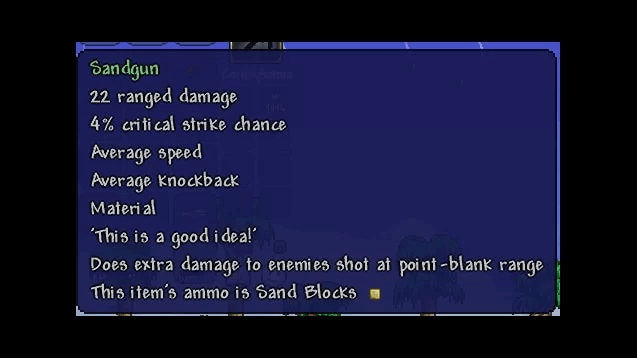 Sandgun
22 ranged damage
4% critical strike chance
Average speed
Average knockback
Material
'This is a good idea!'
Does extra damage to enemies shot at point-blank range
This item's ammo is Sand Blocks